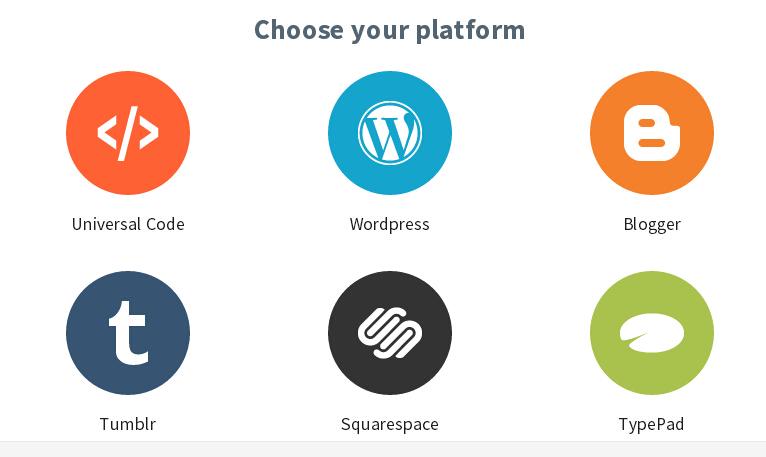 Choose your platform
Universal Code
Wordpress
Blogger
Tumblr
Squarespace
TypePad